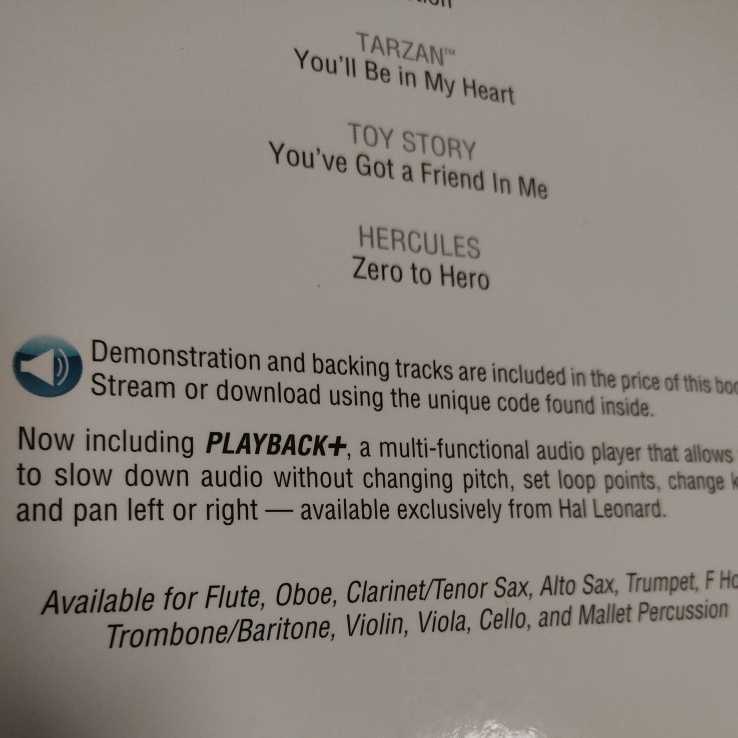 TARZAN™
You'll Be in My Heart
TOY STORY
You've Got a Friend In Me
HERCULES
Zero to Hero
Demonstration and backing tracks are included in the price of this
Stream or download using the unique code found inside.
Now including PLAYBACK+, a multi-functional audio player that allows
to slow down audio without changing pitch, set loop points, change
and pan left or right — available exclusively from Hal Leonard.
Available for Flute, Oboe, Clarinet/Tenor Sax, Alto Sax, Trumpet, F
Trombone/Baritone, Violin, Viola, Cello, and Mallet Percussion